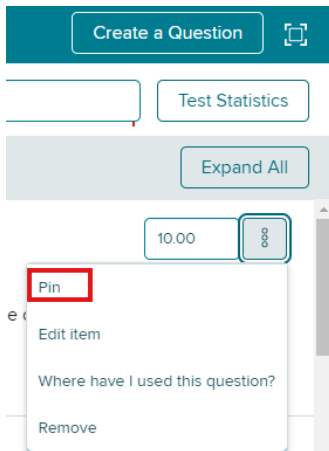 Create a Question
Test Statistics
Expand All
10.00
Pin
e
Edit item
Where have I used this question?
Remove